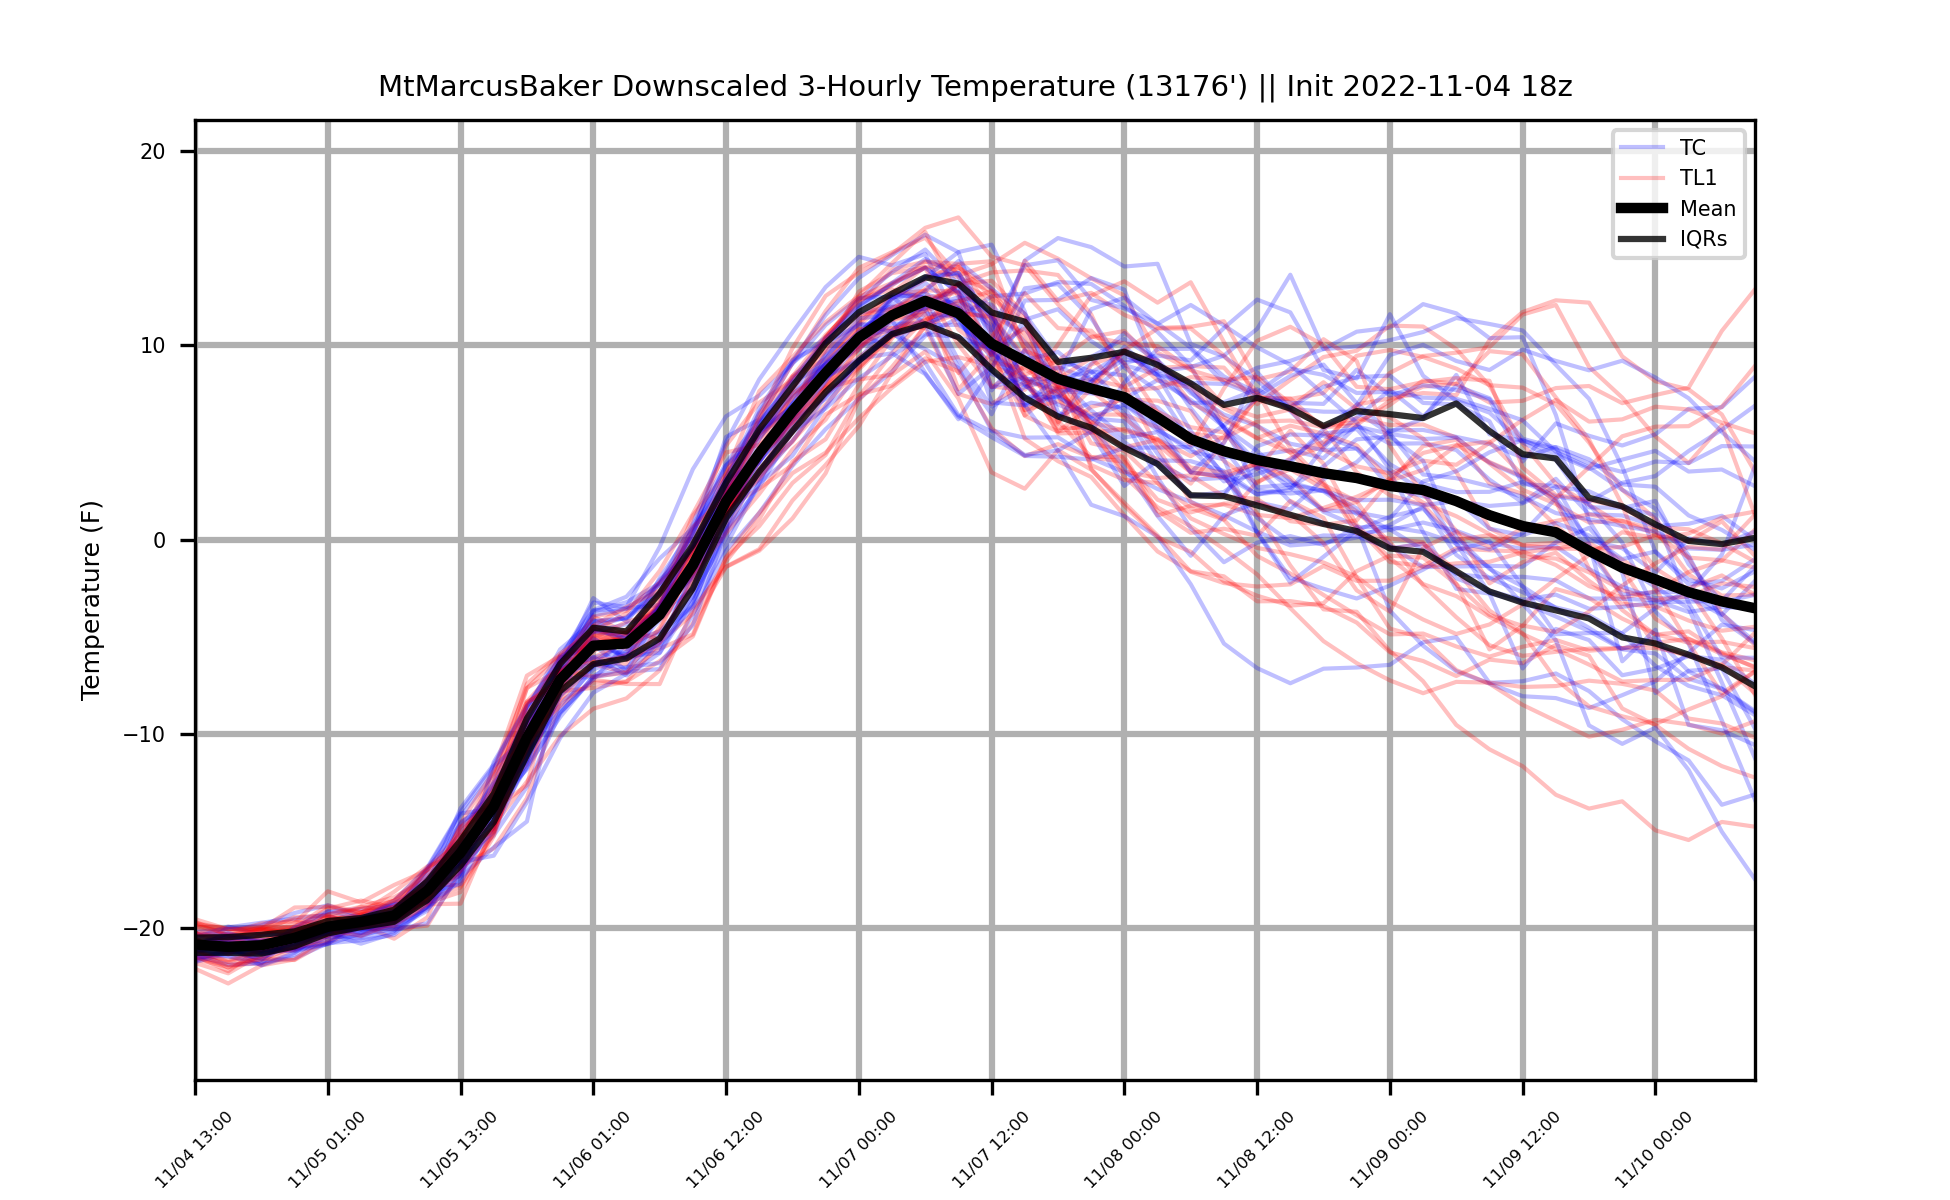 MtMarcusBaker Downscaled 3-Hourly Temperature (13176') || Init 2022-11-04 18z
TC
TL1
Mean
IQRs
Temperature (F)
20
10
0
−10
−20
11/04 13:00
11/05 01:00
11/05 13:00
11/06 01:00
11/06 12:00
11/07 00:00
11/07 12:00
11/08 00:00
11/08 12:00
11/09 00:00
11/09 12:00
11/10 00:00